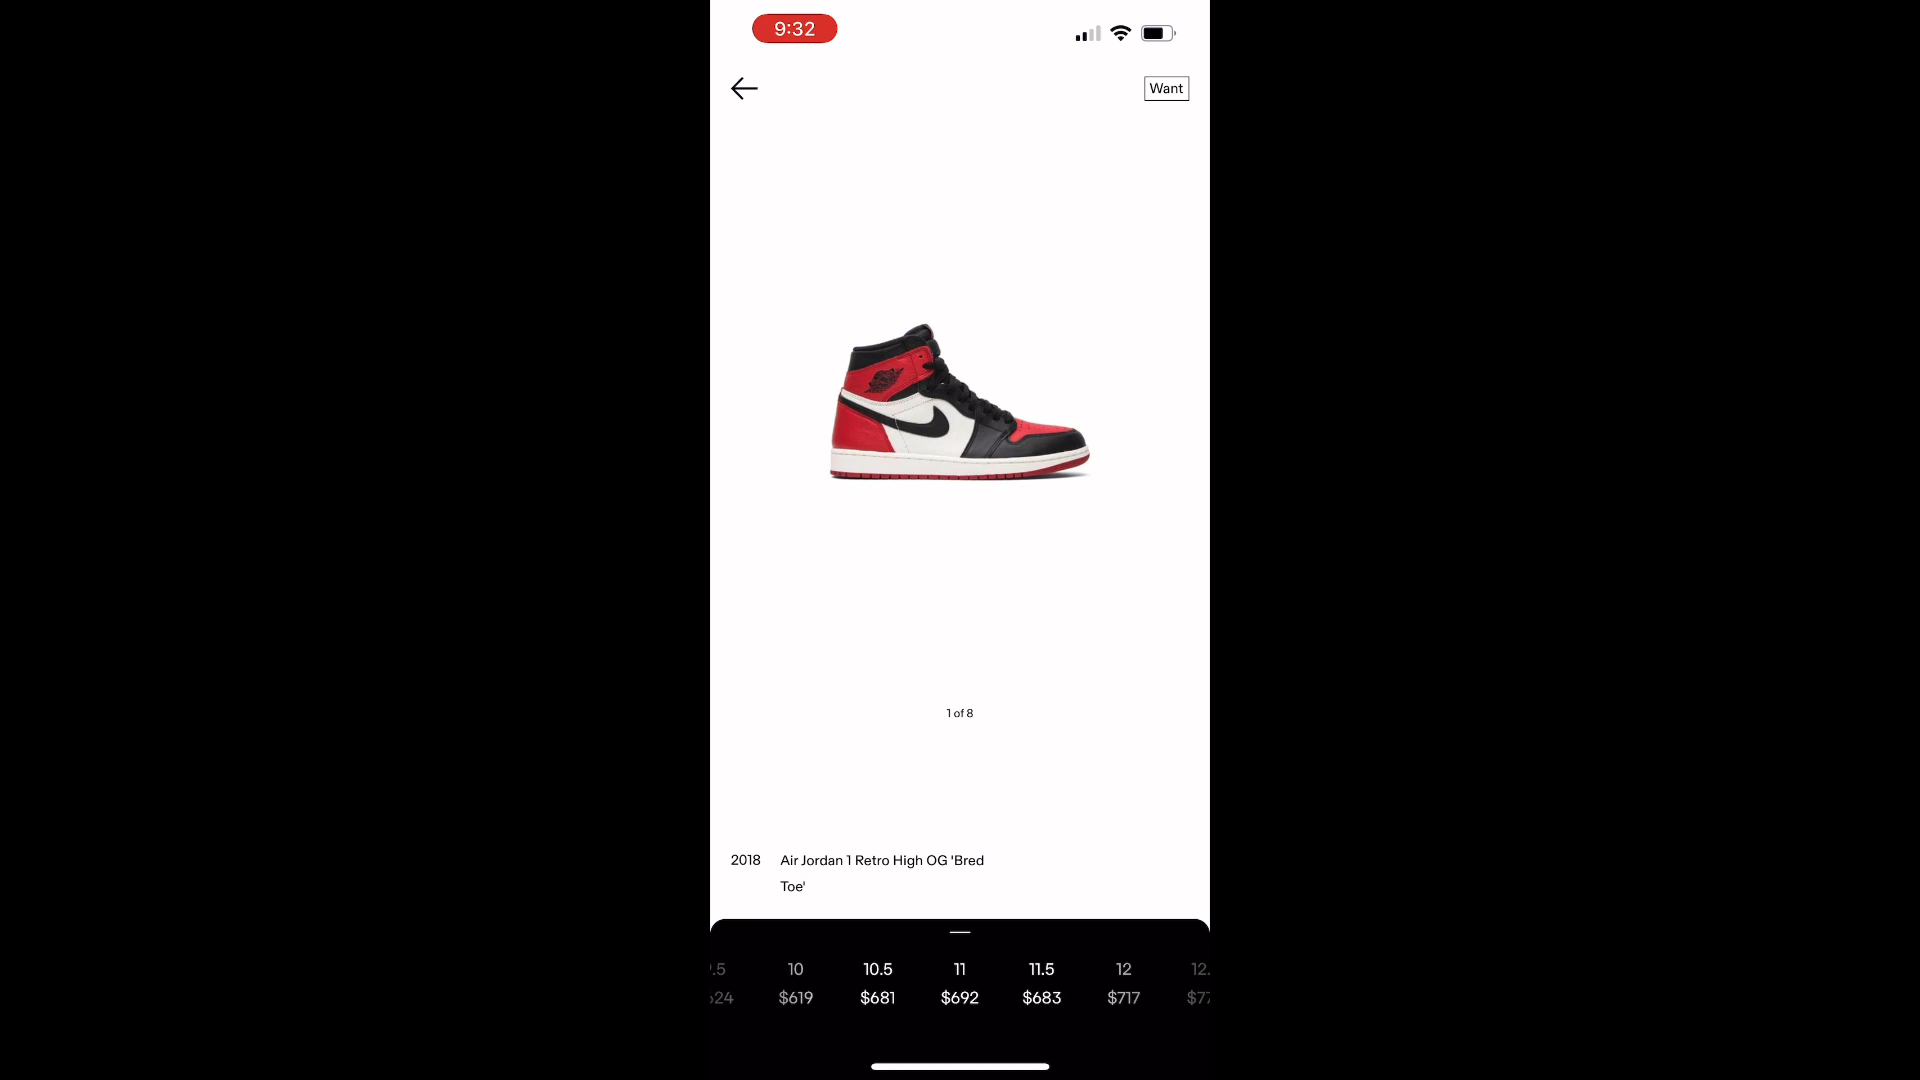 9:32
Want
1 of 8
2018 Air Jordan 1 Retro High OG 'Bred
Toe'
10 10.5 11 11.5 12
$619 $681 $692 $683 $717